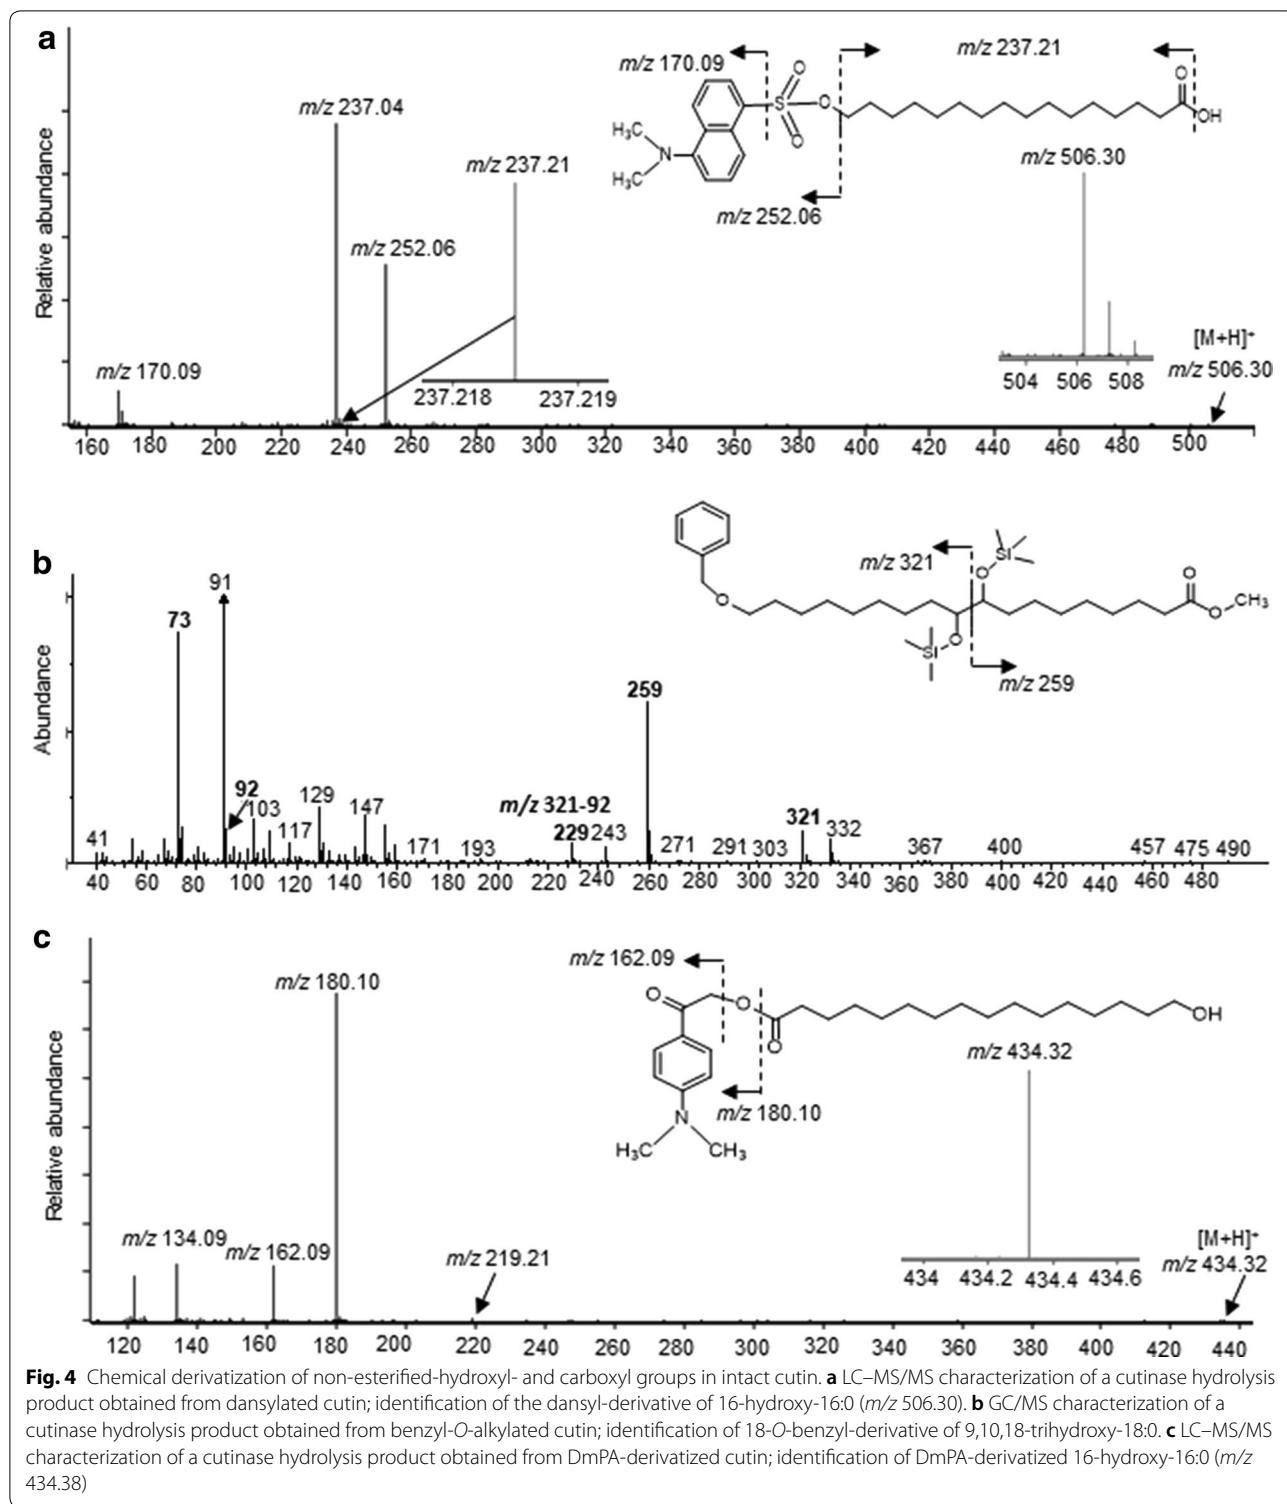 a
m/z 237.04
m/z 170.09
m/z 237.21
H₃C
N
H₃C
S
O
O
O
O
OH
m/z 237.21
m/z 252.06
m/z 506.30
m/z 252.06
m/z 170.09
237.218 237.219
504 506 508
[M+H]⁺
m/z 506.30
Relative abundance
160 180 200 220 240 260 280 300 320 340 360 380 400 420 440 460 480 500
b
91
73
m/z 321
Si
O
O
O
O
CH₃
O
Si
m/z 259
259
92
103
129
147
117
41
171
193
m/z 321-92
229
243
271
291
303
321
332
367
400
457
475
490
Abundance
40 60 80 100 120 140 160 180 200 220 240 260 280 300 320 340 360 380 400 420 440 460 480
c
m/z 180.10
m/z 162.09
O
O
O
OH
N
H₃C
CH₃
m/z 180.10
m/z 434.32
m/z 134.09
m/z 162.09
m/z 219.21
434 434.2 434.4 434.6
[M+H]⁺
m/z 434.32
Relative abundance
120 140 160 180 200 220 240 260 280 300 320 340 360 380 400 420 440
Fig. 4 Chemical derivatization of non-esterified-hydroxyl- and carboxyl groups in intact cutin. a LC–MS/MS characterization of a cutinase hydrolysis
product obtained from dansylated cutin; identification of the dansyl-derivative of 16-hydroxy-16:0 (m/z 506.30). b GC/MS characterization of a
cutinase hydrolysis product obtained from benzyl-O-alkylated cutin; identification of 18-O-benzyl-derivative of 9,10,18-trihydroxy-18:0. c LC–MS/MS
characterization of a cutinase hydrolysis product obtained from DmPA-derivatized cutin; identification of DmPA-derivatized 16-hydroxy-16:0 (m/z
434.38)